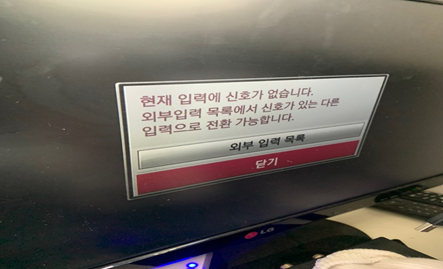 현재 입력에 신호가 없습니다.
외부입력 목록에서 신호가 있는 다른
입력으로 전환 가능합니다.
외부 입력 목록
닫기
LG